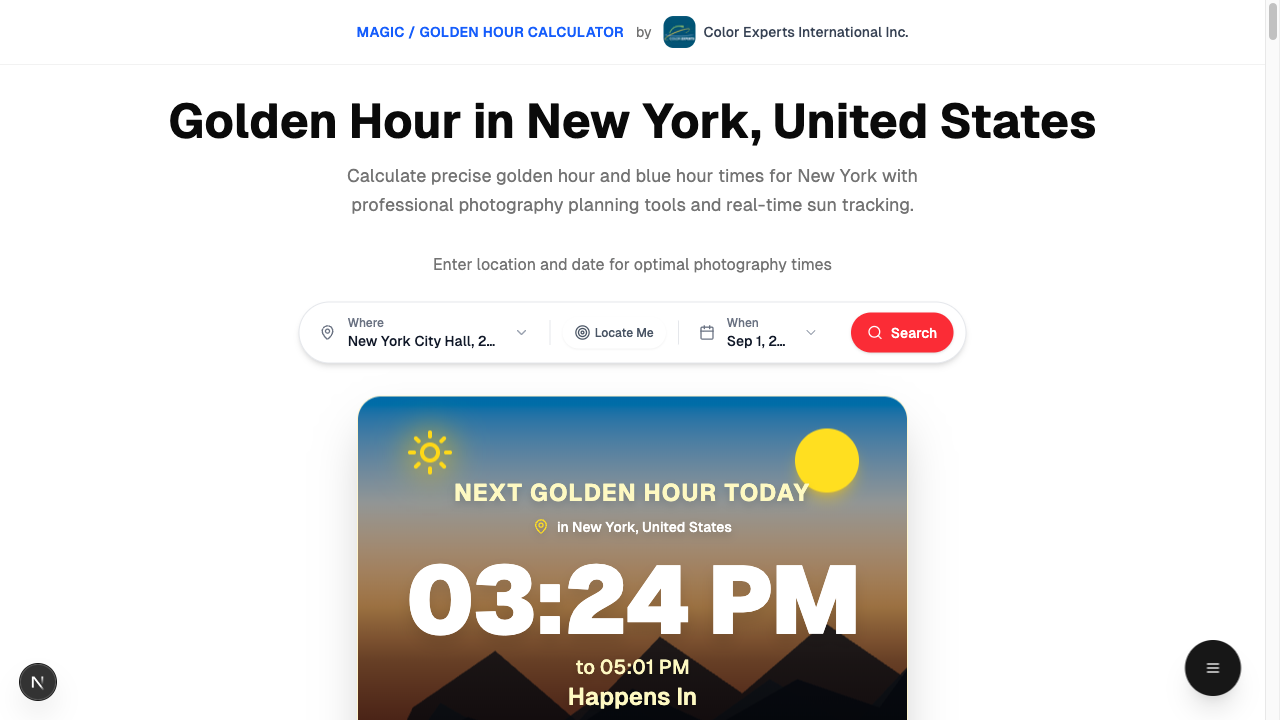 MAGIC / GOLDEN HOUR CALCULATOR by Color Experts International Inc.
Golden Hour in New York, United States
Calculate precise golden hour and blue hour times for New York with
professional photography planning tools and real-time sun tracking.
Enter location and date for optimal photography times
Where
New York City Hall, 2...
Locate Me
When
Sep 1, 2...
Search
NEXT GOLDEN HOUR TODAY
in New York, United States
03:24 PM
to 05:01 PM
Happens In
N